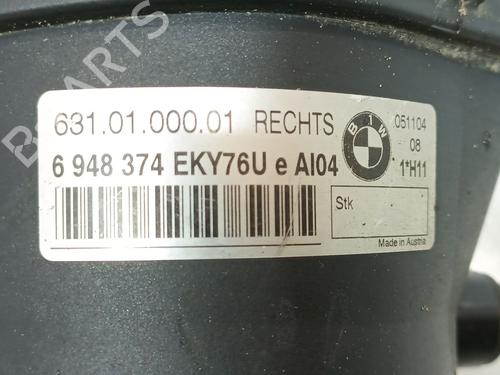 B-PARTS
631.01.000.01 RECHTS
6 948 374 EKY76U e AI04
BMW
051104
08
1*H11
Stk
Made in Austria